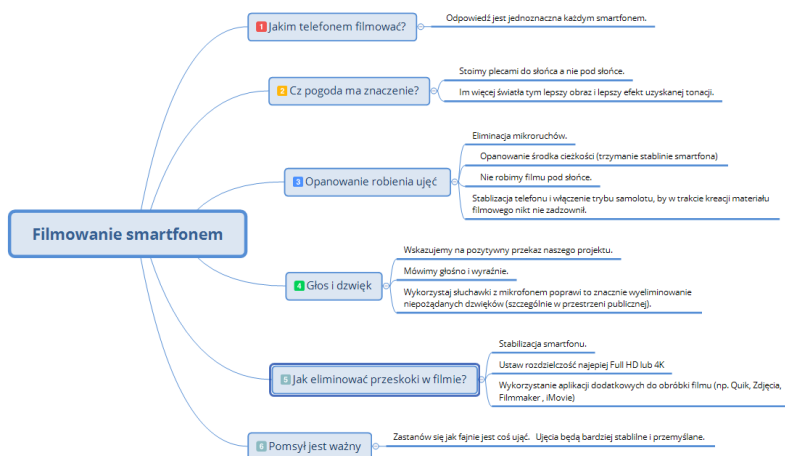 Filmowanie smartfonem
1 Jakim telefonem filmować?
Odpowiedź jest jednoznaczna każdym smartfonem.
2 Cz pogoda ma znaczenie?
Stoimy plecami do słońca a nie pod słońce.
Im więcej światła tym lepszy obraz i lepszy efekt uzyskanej tonacji.
3 Opanowanie robienia ujęć
Eliminacja mikroruchów.
Opanowanie środka cieżkości (trzymanie stablinie smartfona)
Nie robimy filmu pod słońce.
Stablizacja telefonu i włączenie trybu samolotu, by w trakcie kreacji materiału
filmowego nikt nie zadzownił.
4 Głos i dzwięk
Wskazujemy na pozytywny przekaz naszego projektu.
Mówimy głośno i wyraźnie.
Wykorzystaj słuchawki z mikrofonem poprawi to znacznie wyeliminowanie
niepożądanych dzwięków (szczególnie w przestrzeni publicznej).
5 Jak eliminować przeskoki w filmie?
Stabilizacja smartfonu.
Ustaw rozdzielczość najepiej Full HD lub 4K
Wykorzystanie aplikacji dodatkowych do obróbki filmu (np. Quik, Zdjęcia,
Filmmaker , iMovie)
6 Pomsył jest ważny
Zastanów się jak fajnie jest coś ująć. Ujęcia będą bardziej stablilne i przemyślane.